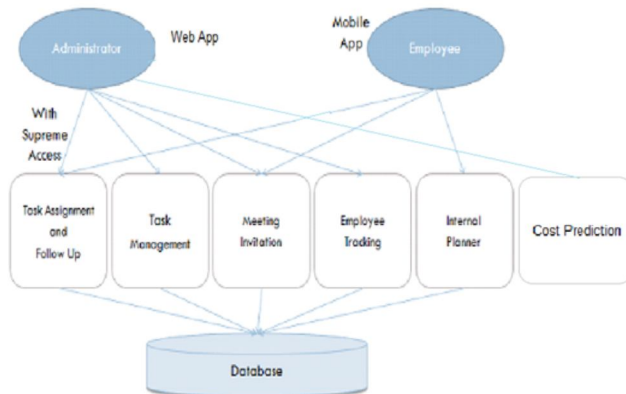 Administrator
Web App
Mobile
App
Employee
With
Supreme
Access
Task Assignment
and
Follow Up
Task
Management
Meeting
Invitation
Employee
Tracking
Internal
Planner
Cost Prediction
Database